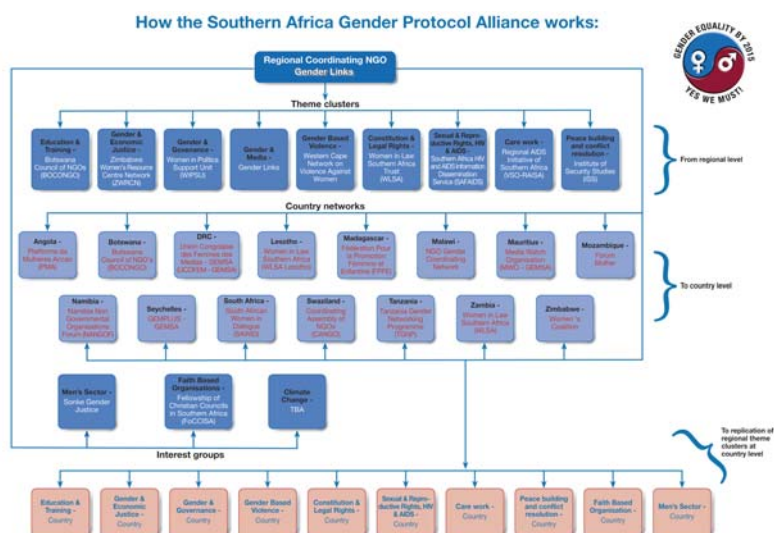 How the Southern Africa Gender Protocol Alliance works:
GENDER EQUALITY BY 2015
YES WE MUST!
Regional Coordinating NGO
Gender Links
Theme clusters
Education &
Training -
Botswana
Council of NGOs
(BOCONGO)
Gender &
Economic
Justice -
Zimbabwe
Women's Resource
Centre Network
(ZWRCN)
Gender &
Governance -
Women in Politics
Support Unit
(WIPSU)
Gender
& Media -
Gender Links
Gender Based
Violence -
Western Cape
Network on
Violence Against
Women
Constitution &
Legal Rights -
Women in Law
Southern Africa
Trust
(WLSA)
Sexual & Repro-
ductive Rights, HIV
& AIDS -
Southern Africa HIV
and AIDS Information
Dissemination
Service (SAFAIDS)
Care work -
Regional AIDS
Initiative of
Southern Africa
(VSO-RAISA)
Peace building
and conflict
resolution -
Institute of
Security Studies
(ISS)
From regional level
Country networks
Angola -
Plataforma da
Mulheres Accao
(PMA)
Botswana -
Botswana
Council of NGO's
(BOCONGO)
DRC -
Union Congolaise
des Femmes des
Medias - GEMSA
(UCOFEM - GEMSA)
Lesotho -
Women in Law
Southern Africa
(WLSA Lesotho)
Madagascar -
Fédération Pour
la Promotion
Féminine et
Enfantine (FPFE)
Malawi -
NGO Gender
Coordinating
Network
Mauritius -
Media Watch
Organisation
(MWO - GEMSA)
Mozambique -
Forum
Mulher
Namibia -
Namibia Non
Governmental
Organisations
Forum (NANGOF)
Seychelles -
GEMPLUS -
GEMSA
South Africa -
South African
Women in
Dialogue
(SAWID)
Swaziland -
Coordinating
Assembly of
NGOs
(CANGO)
Tanzania -
Tanzania Gender
Networking
Programme
(TGNP)
Zambia -
Women in Law
Southern Africa
(WLSA)
Zimbabwe -
Women 's
Coalition
To country level
Men's Sector -
Sonke Gender
Justice
Faith Based
Organisations -
Fellowship of
Christian Councils
in Southern Africa
(FoCCISA)
Climate
Change -
TBA
Interest groups
To replication of
regional theme
clusters at
country level
Education &
Training -
Country
Gender &
Economic
Justice -
Country
Gender &
Governance -
Country
Gender Based
Violence -
Country
Constitution &
Legal Rights -
Country
Sexual & Repro-
ductive Rights, HIV
& AIDS -
Country
Care work -
Country
Peace building
and conflict
resolution -
Country
Faith Based
Organisation -
Country
Men's Sector -
Country